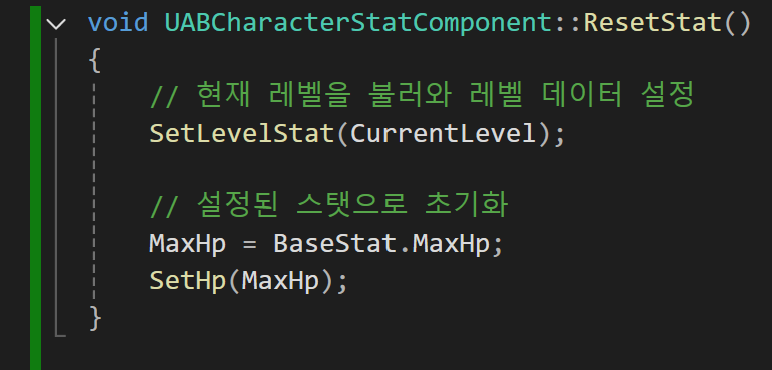 void UABCharacterStatComponent::ResetStat()
{
// 현재 레벨을 불러와 레벨 데이터 설정
SetLevelStat(CurrentLevel);
// 설정된 스탯으로 초기화
MaxHp = BaseStat.MaxHp;
SetHp(MaxHp);
}